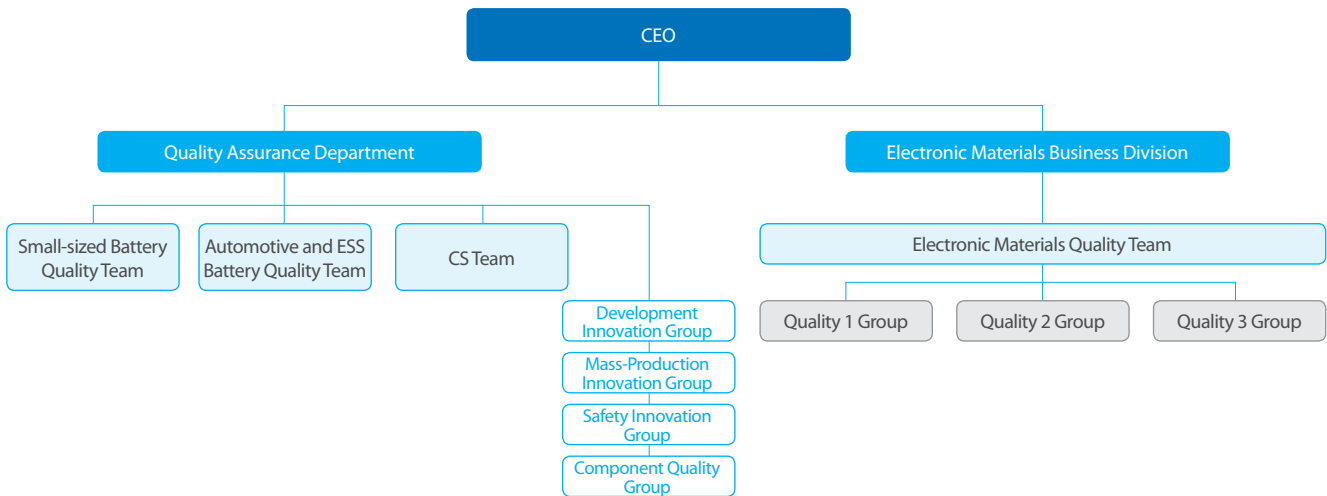 CEO
Quality Assurance Department
Electronic Materials Business Division
Small-sized Battery
Quality Team
Automotive and ESS
Battery Quality Team
CS Team
Electronic Materials Quality Team
Development
Innovation Group
Mass-Production
Innovation Group
Safety Innovation
Group
Component Quality
Group
Quality 1 Group
Quality 2 Group
Quality 3 Group